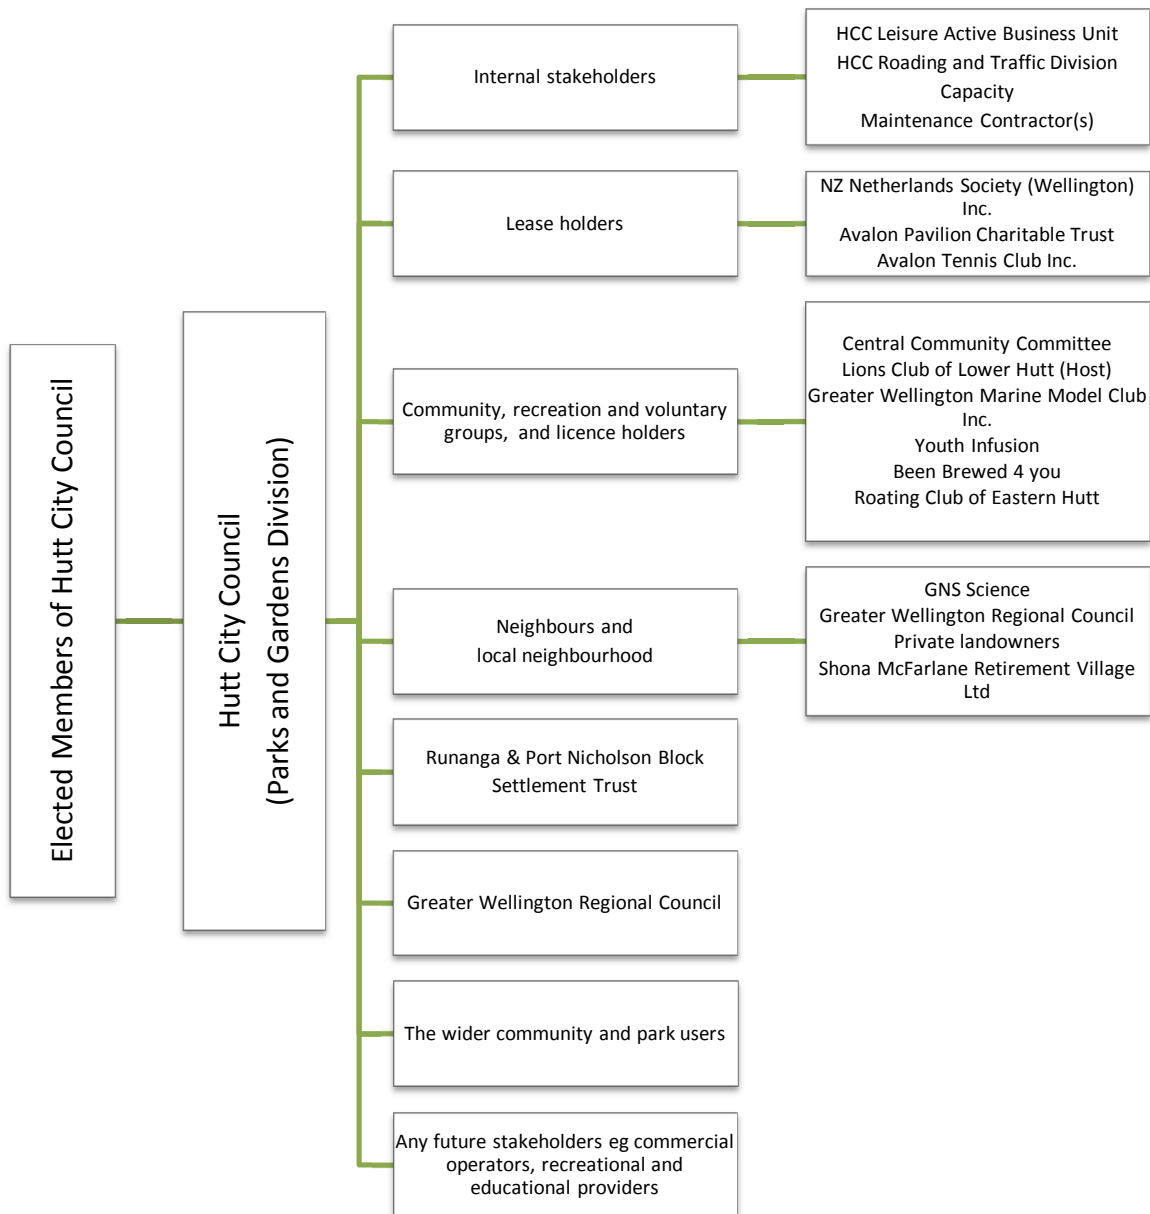 Elected Members of Hutt City Council
Hutt City Council
(Parks and Gardens Division)
Internal stakeholders
HCC Leisure Active Business Unit
HCC Roading and Traffic Division
Capacity
Maintenance Contractor(s)
Lease holders
NZ Netherlands Society (Wellington)
Inc.
Avalon Pavilion Charitable Trust
Avalon Tennis Club Inc.
Community, recreation and voluntary
groups, and licence holders
Central Community Committee
Lions Club of Lower Hutt (Host)
Greater Wellington Marine Model Club
Inc.
Youth Infusion
Been Brewed 4 you
Roating Club of Eastern Hutt
Neighbours and
local neighbourhood
GNS Science
Greater Wellington Regional Council
Private landowners
Shona McFarlane Retirement Village
Ltd
Runanga & Port Nicholson Block
Settlement Trust
Greater Wellington Regional Council
The wider community and park users
Any future stakeholders eg commercial
operators, recreational and
educational providers